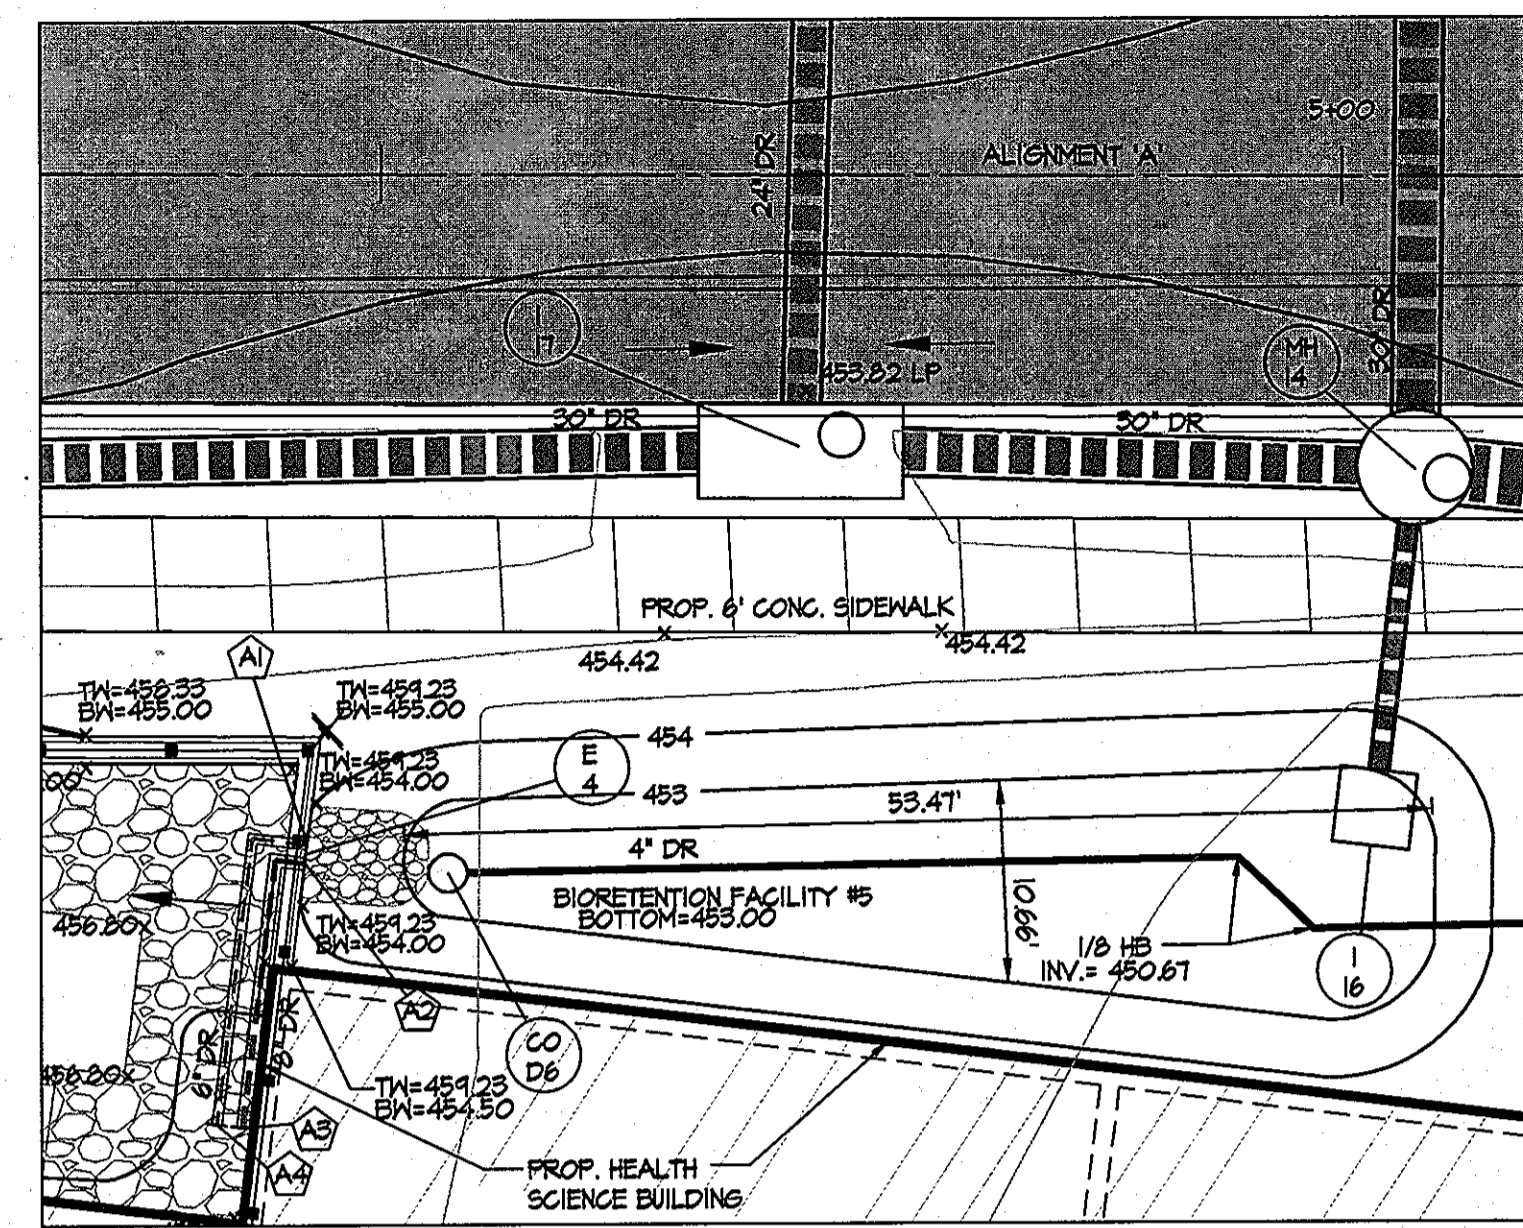 5+00
ALIGNMENT 'A'
24" DR
I
17
453.82 LP
MH
14
30" DR
30" DR
30" DR
PROP. 6' CONC. SIDEWALK
454.42
454.42
A1
TW=458.33
BW=455.00
TW=459.23
BW=455.00
TW=459.23
BW=454.00
E
4
454
453
53.47'
4" DR
BIORETENTION FACILITY #5
BOTTOM=453.00
10.66'
456.80
TW=459.23
BW=454.00
1/8 HB
INV.= 450.67
I
16
A2
CO
D6
6" DR
18" DR
458.80
TW=459.23
BW=454.50
A3
A4
PROP. HEALTH
SCIENCE BUILDING